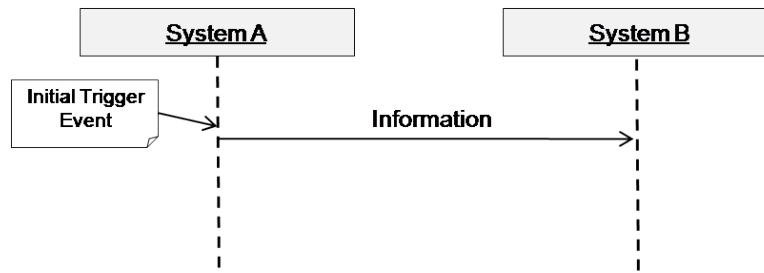 System A
System B
Initial Trigger
Event
Information